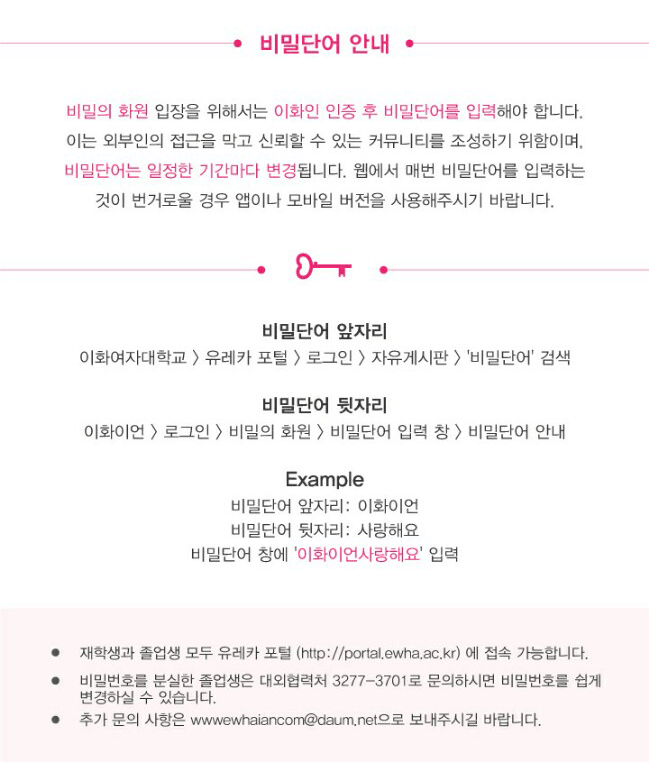 비밀단어 안내
비밀의 화원 입장을 위해서는 이화인 인증 후 비밀단어를 입력해야 합니다.
이는 외부인의 접근을 막고 신뢰할 수 있는 커뮤니티를 조성하기 위함이며,
비밀단어는 일정한 기간마다 변경됩니다. 웹에서 매번 비밀단어를 입력하는
것이 번거로울 경우 앱이나 모바일 버전을 사용해주시기 바랍니다.
비밀단어 앞자리
이화여자대학교 > 유레카 포털 > 로그인 > 자유게시판 > '비밀단어' 검색
비밀단어 뒷자리
이화이언 > 로그인 > 비밀의 화원 > 비밀단어 입력 창 > 비밀단어 안내
Example
비밀단어 앞자리: 이화이언
비밀단어 뒷자리: 사랑해요
비밀단어 창에 '이화이언사랑해요' 입력
● 재학생과 졸업생 모두 유레카 포털 (http://portal.ewha.ac.kr) 에 접속 가능합니다.
● 비밀번호를 분실한 졸업생은 대외협력처 3277-3701로 문의하시면 비밀번호를 쉽게
변경하실 수 있습니다.
● 추가 문의 사항은 wwwewhaiancom@daum.net으로 보내주시길 바랍니다.